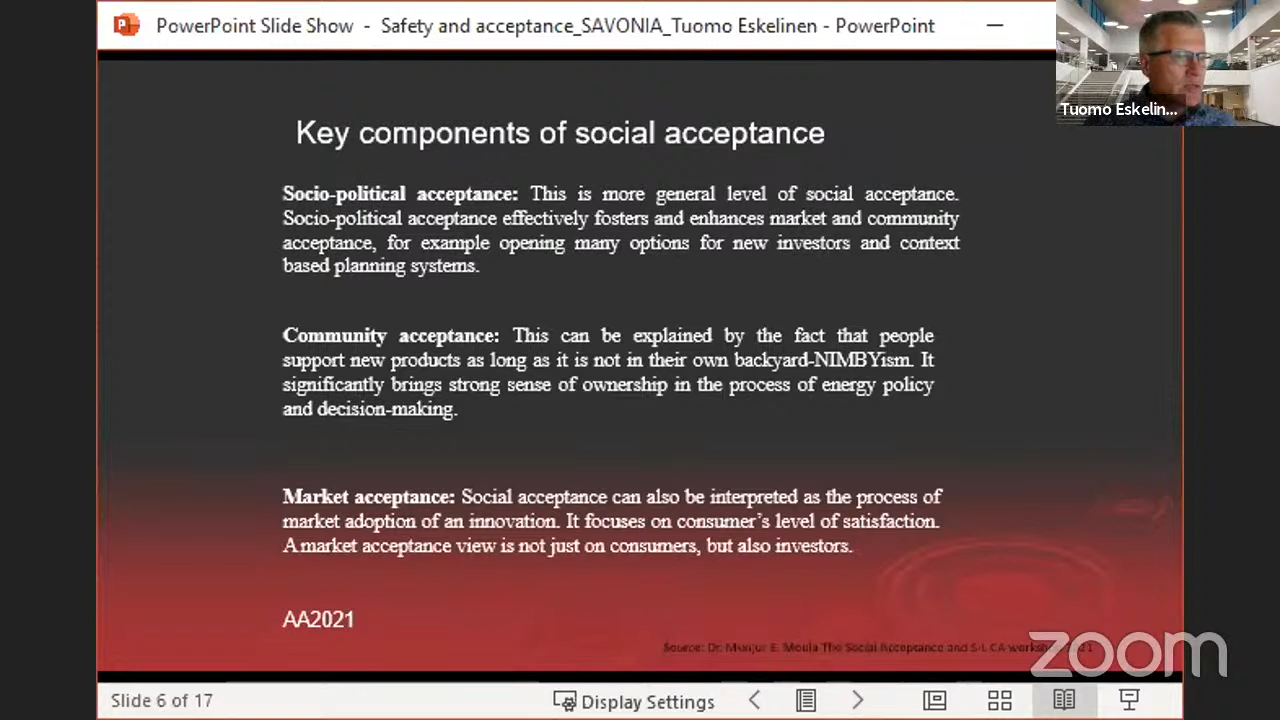 PowerPoint Slide Show - Safety and acceptance_SAVONIA_Tuomo Eskelinen - PowerPoint
Tuomo Eskelin...
Key components of social acceptance
Socio-political acceptance: This is more general level of social acceptance.
Socio-political acceptance effectively fosters and enhances market and community
acceptance, for example opening many options for new investors and context
based planning systems.
Community acceptance: This can be explained by the fact that people
support new products as long as it is not in their own backyard-NIMBYism. It
significantly brings strong sense of ownership in the process of energy policy
and decision-making.
Market acceptance: Social acceptance can also be interpreted as the process of
market adoption of an innovation. It focuses on consumer's level of satisfaction.
A market acceptance view is not just on consumers, but also investors.
AA2021
Source: Dr. Munjur E. Moula The Social Acceptance and S-LCA
zoom
Slide 6 of 17
Display Settings